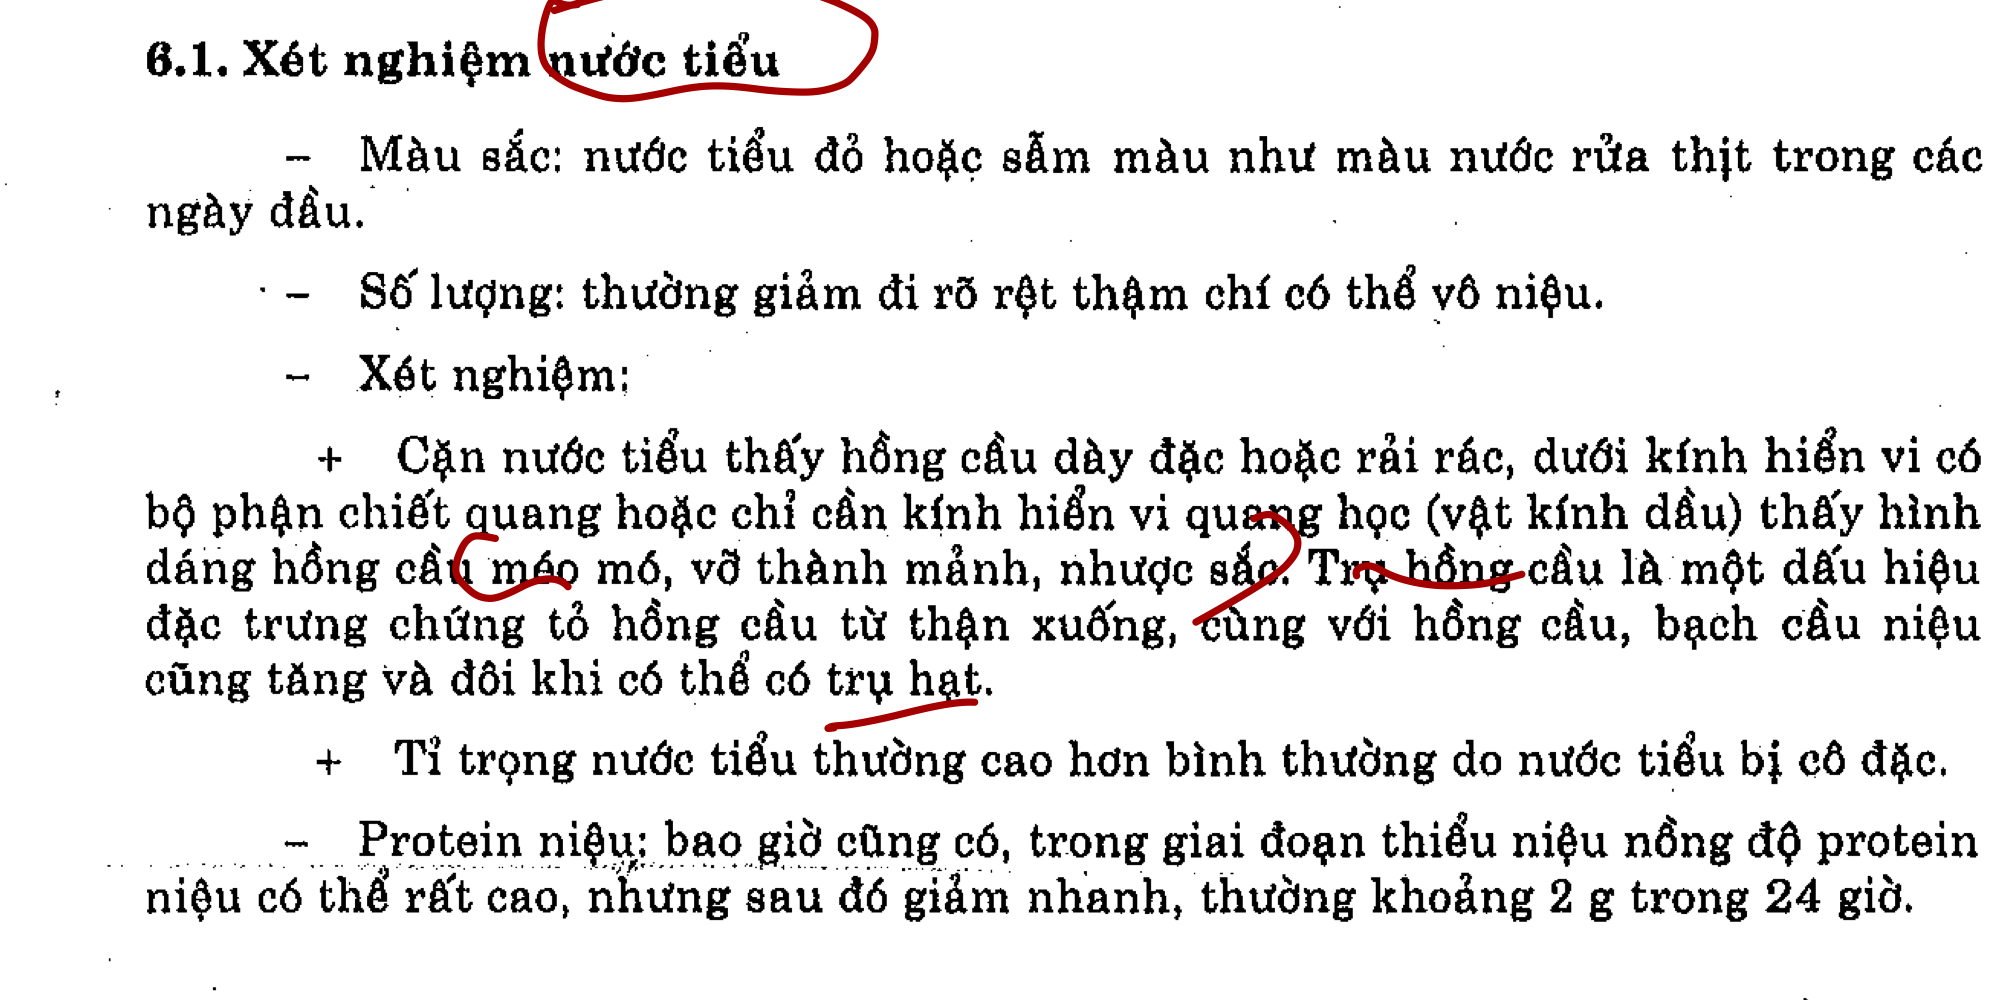 6.1. Xét nghiệm nước tiểu
– Màu sắc: nước tiểu đỏ hoặc sẫm màu như màu nước rửa thịt trong các
ngày đầu.
– Số lượng: thường giảm đi rõ rệt thậm chí có thể vô niệu.
– Xét nghiệm:
+ Cặn nước tiểu thấy hồng cầu dày đặc hoặc rải rác, dưới kính hiển vi có
bộ phận chiết quang hoặc chỉ cần kính hiển vi quang học (vật kính dầu) thấy hình
dáng hồng cầu méo mó, vỡ thành mảnh, nhược sắc. Trụ hồng cầu là một dấu hiệu
đặc trưng chứng tỏ hồng cầu từ thận xuống, cùng với hồng cầu, bạch cầu niệu
cũng tăng và đôi khi có thể có trụ hạt.
+ Tỉ trọng nước tiểu thường cao hơn bình thường do nước tiểu bị cô đặc.
– Protein niệu: bao giờ cũng có, trong giai đoạn thiểu niệu nồng độ protein
niệu có thể rất cao, nhưng sau đó giảm nhanh, thường khoảng 2 g trong 24 giờ.